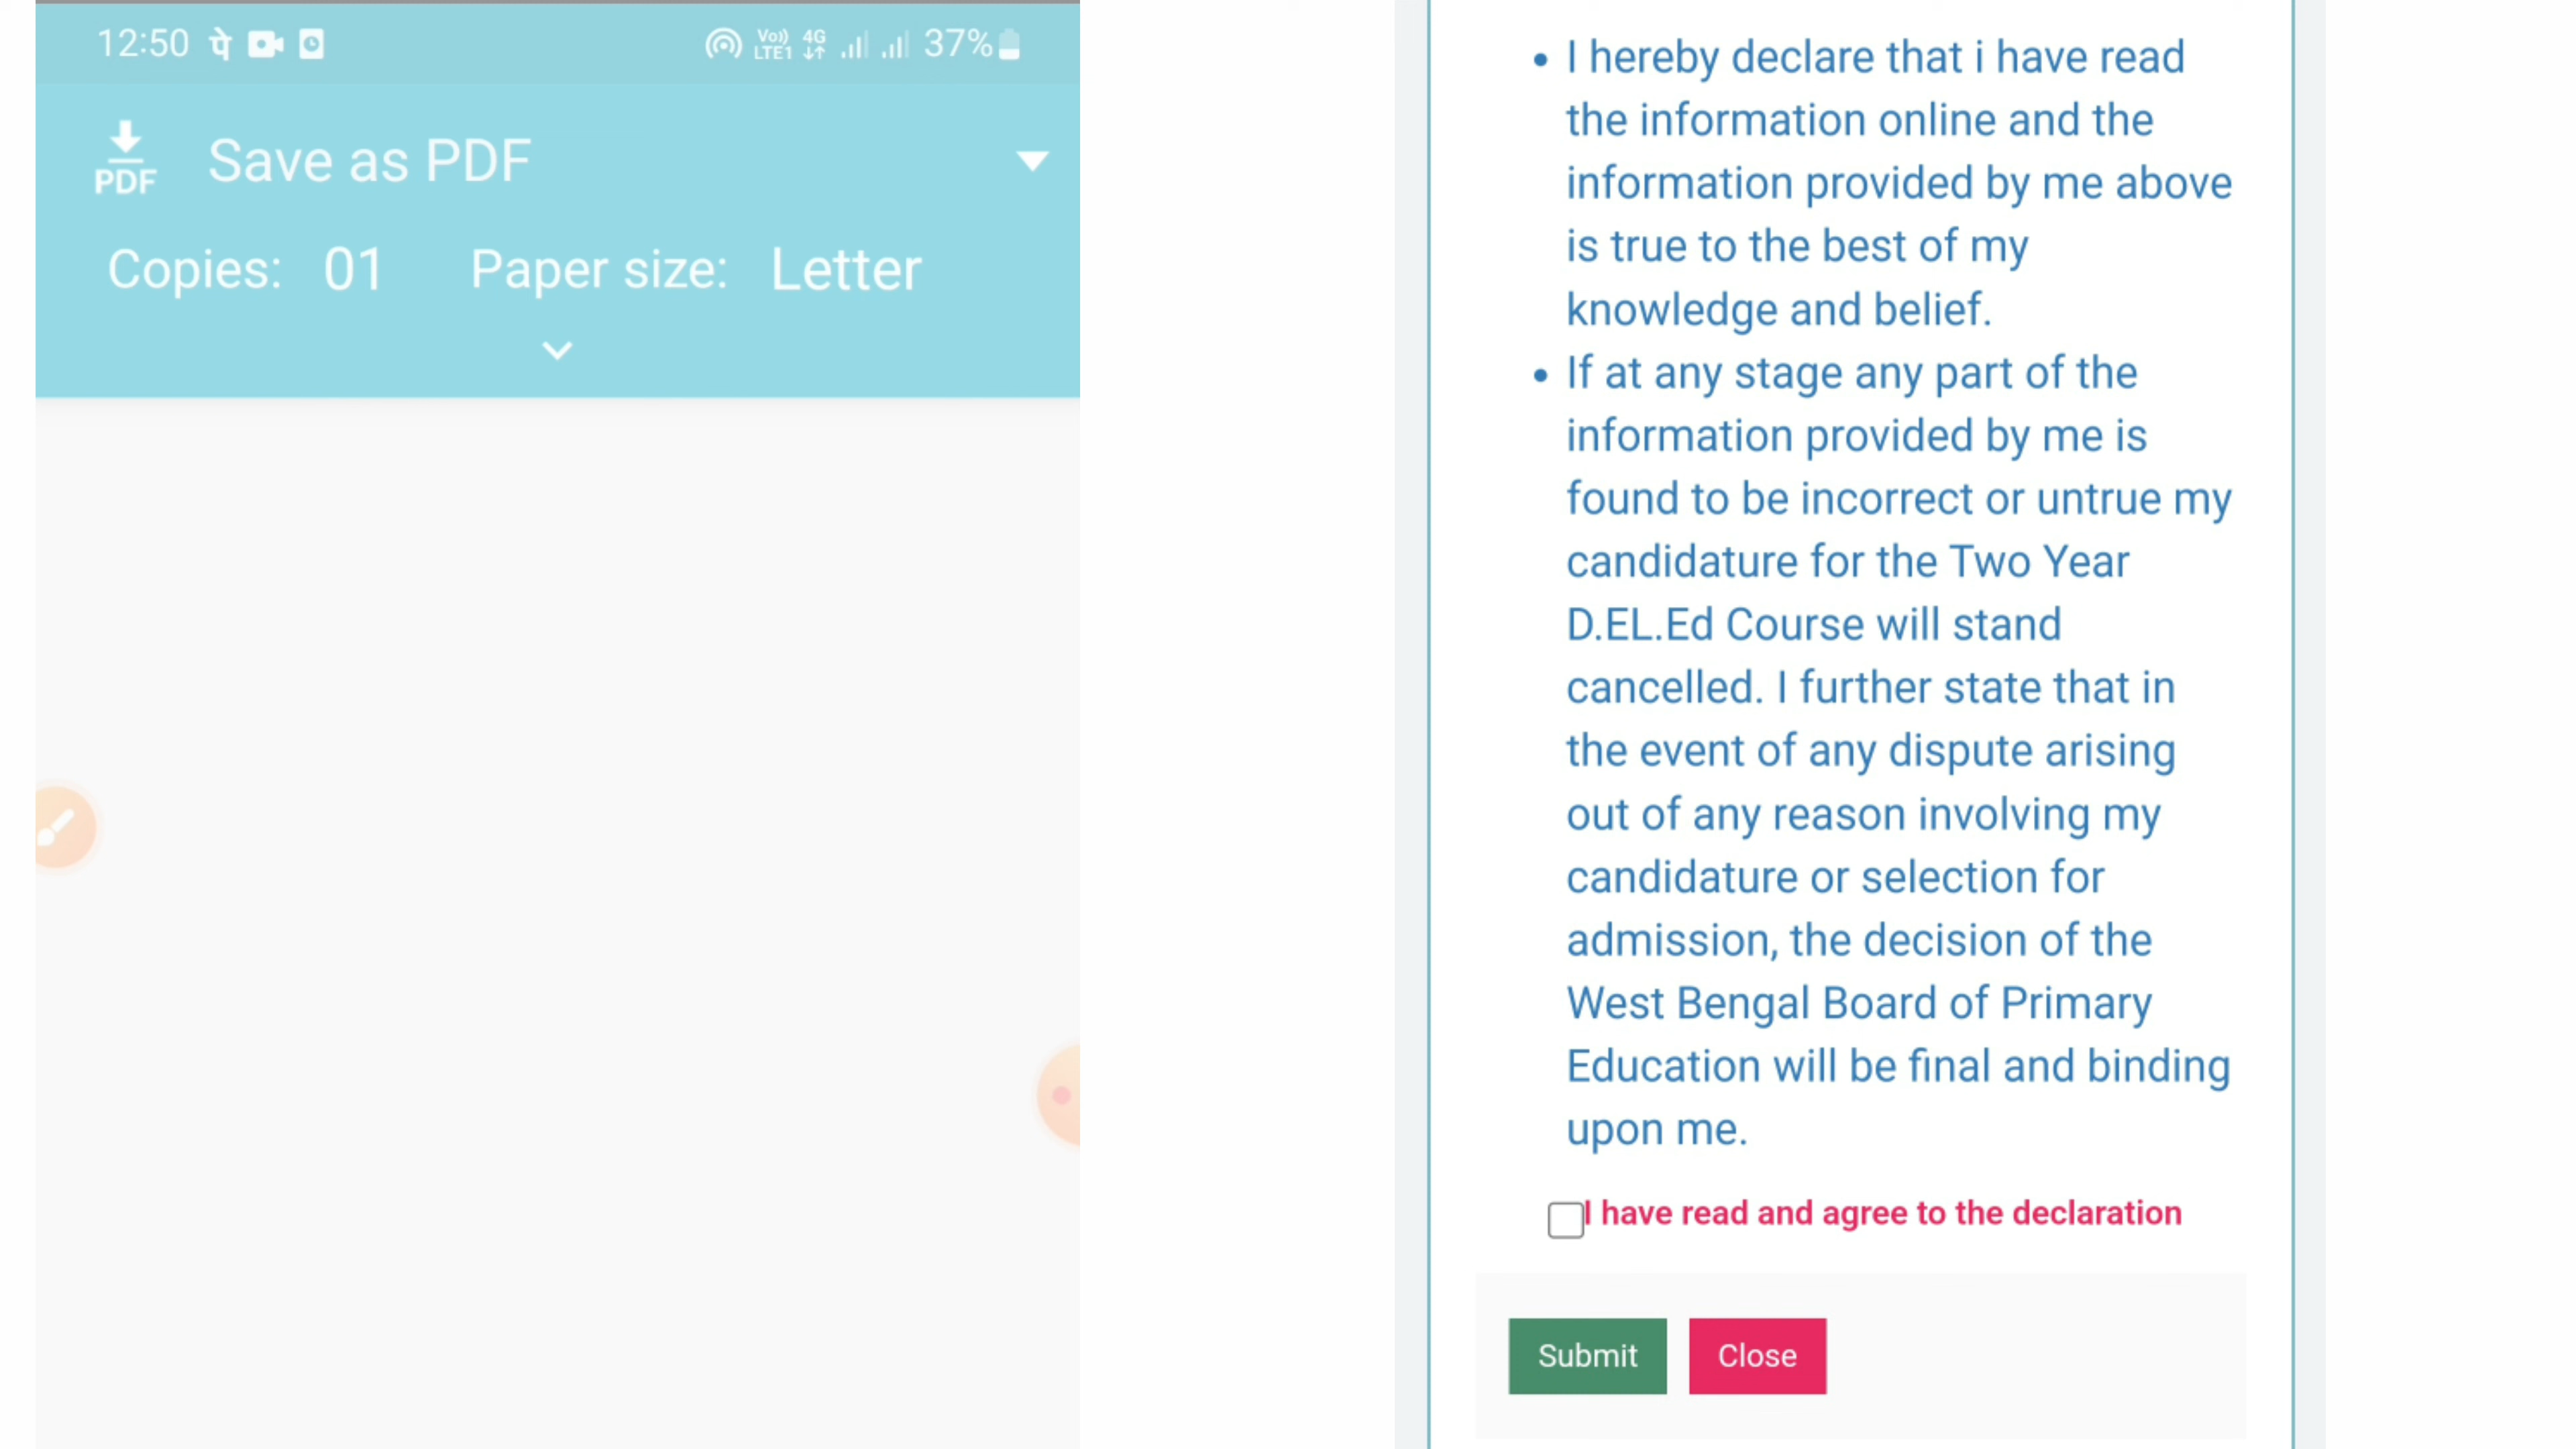 12:50 पे Vo)) LTE1 4G 37%
PDF Save as PDF
Copies: 01 Paper size: Letter
• I hereby declare that i have read
the information online and the
information provided by me above
is true to the best of my
knowledge and belief.
• If at any stage any part of the
information provided by me is
found to be incorrect or untrue my
candidature for the Two Year
D.EL.Ed Course will stand
cancelled. I further state that in
the event of any dispute arising
out of any reason involving my
candidature or selection for
admission, the decision of the
West Bengal Board of Primary
Education will be final and binding
upon me.
I have read and agree to the declaration
Submit Close